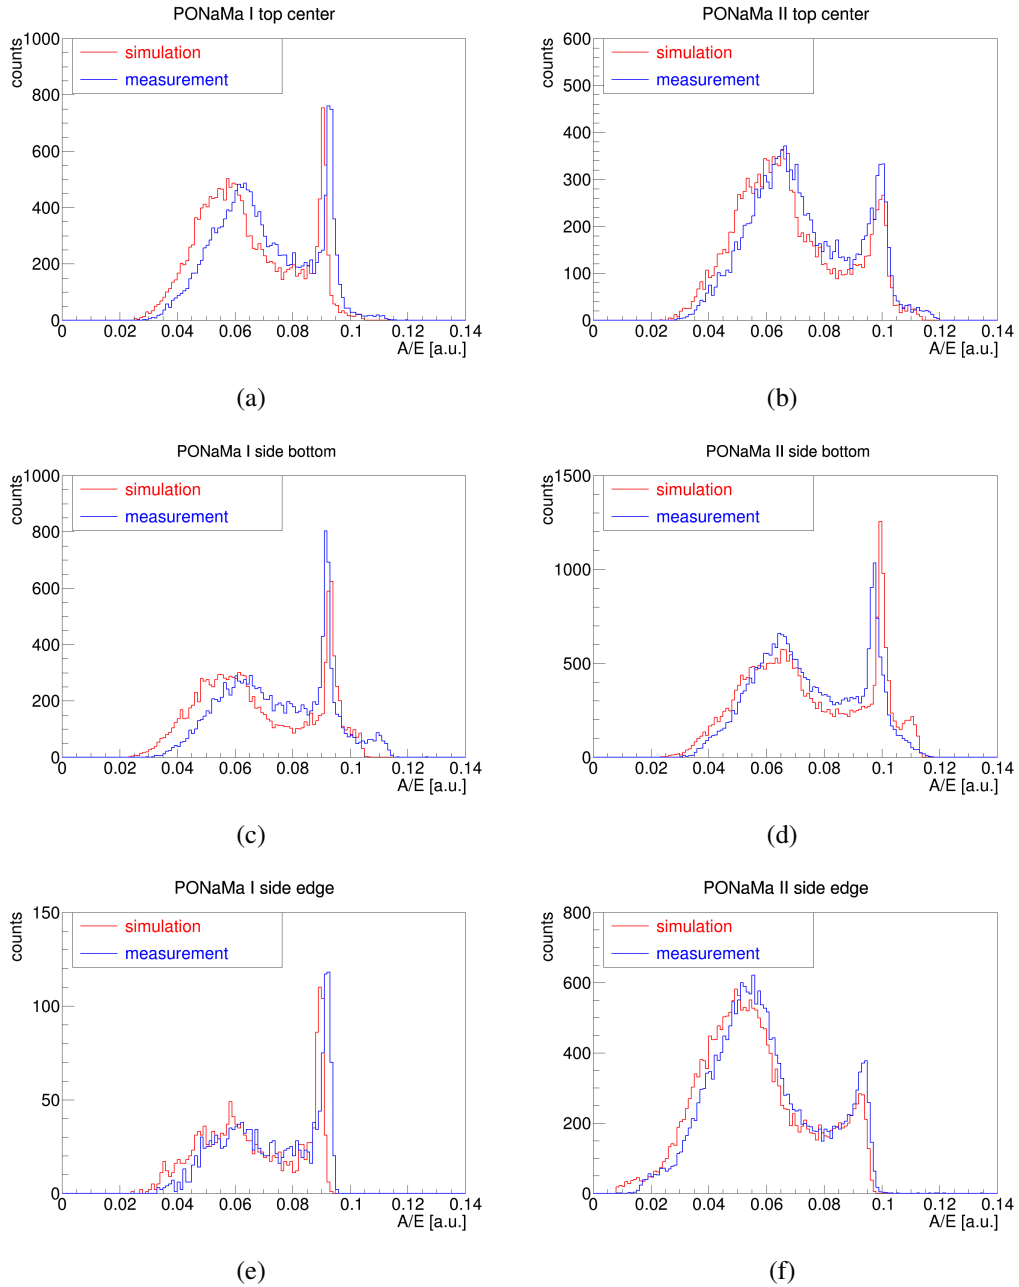 PONaMa I top center
counts
1000
800
600
400
200
0
simulation
measurement
0 0.02 0.04 0.06 0.08 0.1 0.12 0.14
A/E [a.u.]
(a)
PONaMa II top center
counts
600
500
400
300
200
100
0
simulation
measurement
0 0.02 0.04 0.06 0.08 0.1 0.12 0.14
A/E [a.u.]
(b)
PONaMa I side bottom
counts
1000
800
600
400
200
0
simulation
measurement
0 0.02 0.04 0.06 0.08 0.1 0.12 0.14
A/E [a.u.]
(c)
PONaMa II side bottom
counts
1500
1000
500
0
simulation
measurement
0 0.02 0.04 0.06 0.08 0.1 0.12 0.14
A/E [a.u.]
(d)
PONaMa I side edge
counts
150
100
50
0
simulation
measurement
0 0.02 0.04 0.06 0.08 0.1 0.12 0.14
A/E [a.u.]
(e)
PONaMa II side edge
counts
800
600
400
200
0
simulation
measurement
0 0.02 0.04 0.06 0.08 0.1 0.12 0.14
A/E [a.u.]
(f)